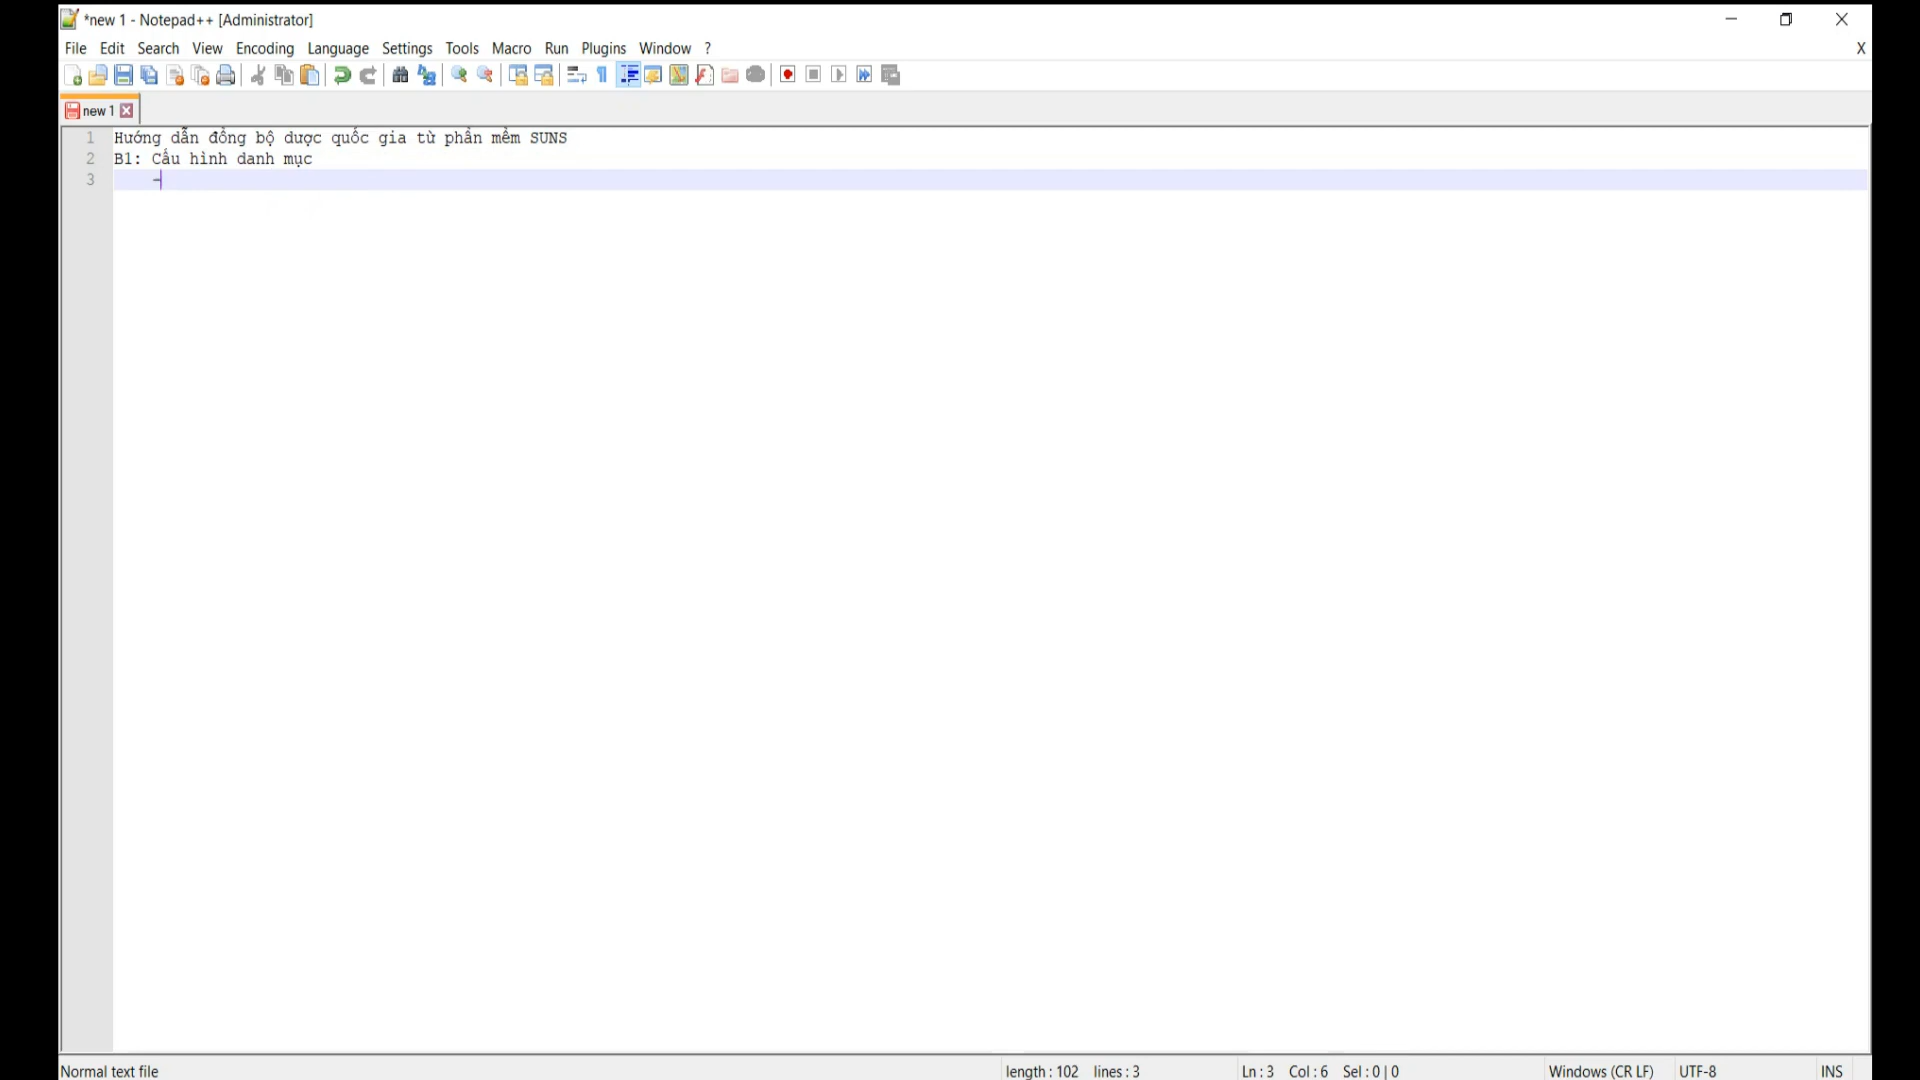 *new 1 - Notepad++ [Administrator]
File Edit Search View Encoding Language Settings Tools Macro Run Plugins Window ? X
new 1
1 Hướng dẫn đồng bộ dược quốc gia từ phần mềm SUNS
2 B1: Cấu hình danh mục
3 -
Normal text file length : 102 lines : 3 Ln : 3 Col : 6 Sel : 0 | 0 Windows (CR LF) UTF-8 INS